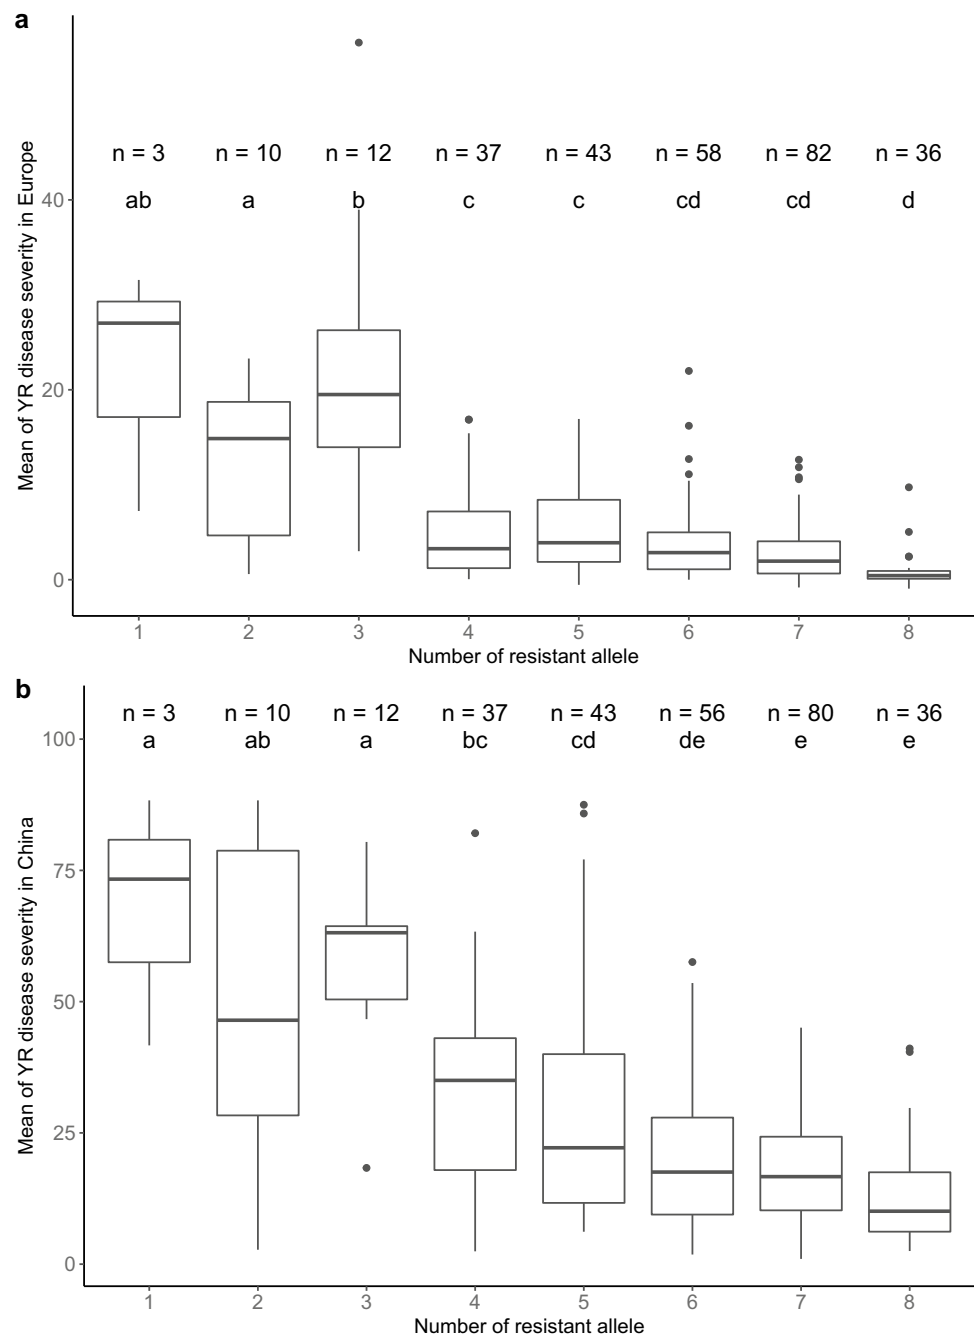 a
Mean of YR disease severity in Europe
n = 3 n = 10 n = 12 n = 37 n = 43 n = 58 n = 82 n = 36
40 ab a b c c cd cd d
20
0
1 2 3 4 5 6 7 8
Number of resistant allele
b
Mean of YR disease severity in China
n = 3 n = 10 n = 12 n = 37 n = 43 n = 56 n = 80 n = 36
100 a ab a bc cd de e e
75
50
25
0
1 2 3 4 5 6 7 8
Number of resistant allele